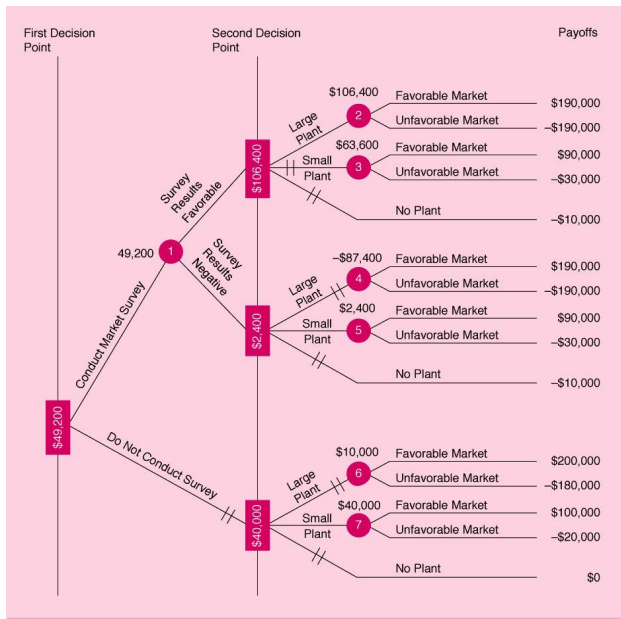 First Decision
Point
Second Decision
Point
Payoffs
$106,400
Favorable Market
$190,000
Large
Plant
2
Unfavorable Market
–$190,000
$106,400
$63,600
Favorable Market
$90,000
Small
Plant
3
Unfavorable Market
–$30,000
No Plant
–$10,000
Survey
Results
Favorable
49,200
1
Survey
Results
Negative
–$87,400
Favorable Market
$190,000
Large
Plant
4
Unfavorable Market
–$190,000
$2,400
$2,400
Favorable Market
$90,000
Small
Plant
5
Unfavorable Market
–$30,000
No Plant
–$10,000
Conduct Market Survey
$49,200
Do Not Conduct Survey
$10,000
Favorable Market
$200,000
Large
Plant
6
Unfavorable Market
–$180,000
$40,000
$40,000
Favorable Market
$100,000
Small
Plant
7
Unfavorable Market
–$20,000
No Plant
$0